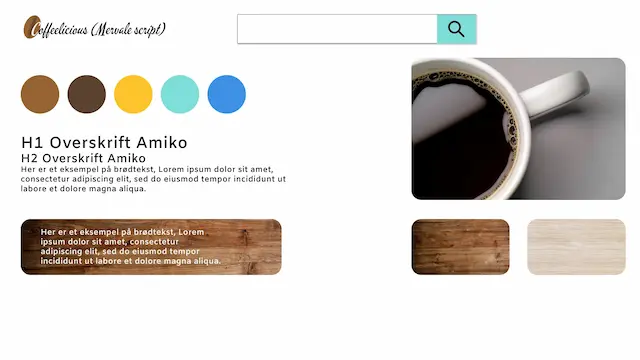 Coffeelicious (Mervale script)
H1 Overskrift Amiko
H2 Overskrift Amiko
Her er et eksempel på brødtekst, Lorem ipsum dolor sit amet,
consectetur adipiscing elit, sed do eiusmod tempor incididunt ut
labore et dolore magna aliqua.
Her er et eksempel på brødtekst, Lorem
ipsum dolor sit amet, consectetur
adipiscing elit, sed do eiusmod tempor
incididunt ut labore et dolore magna aliqua.